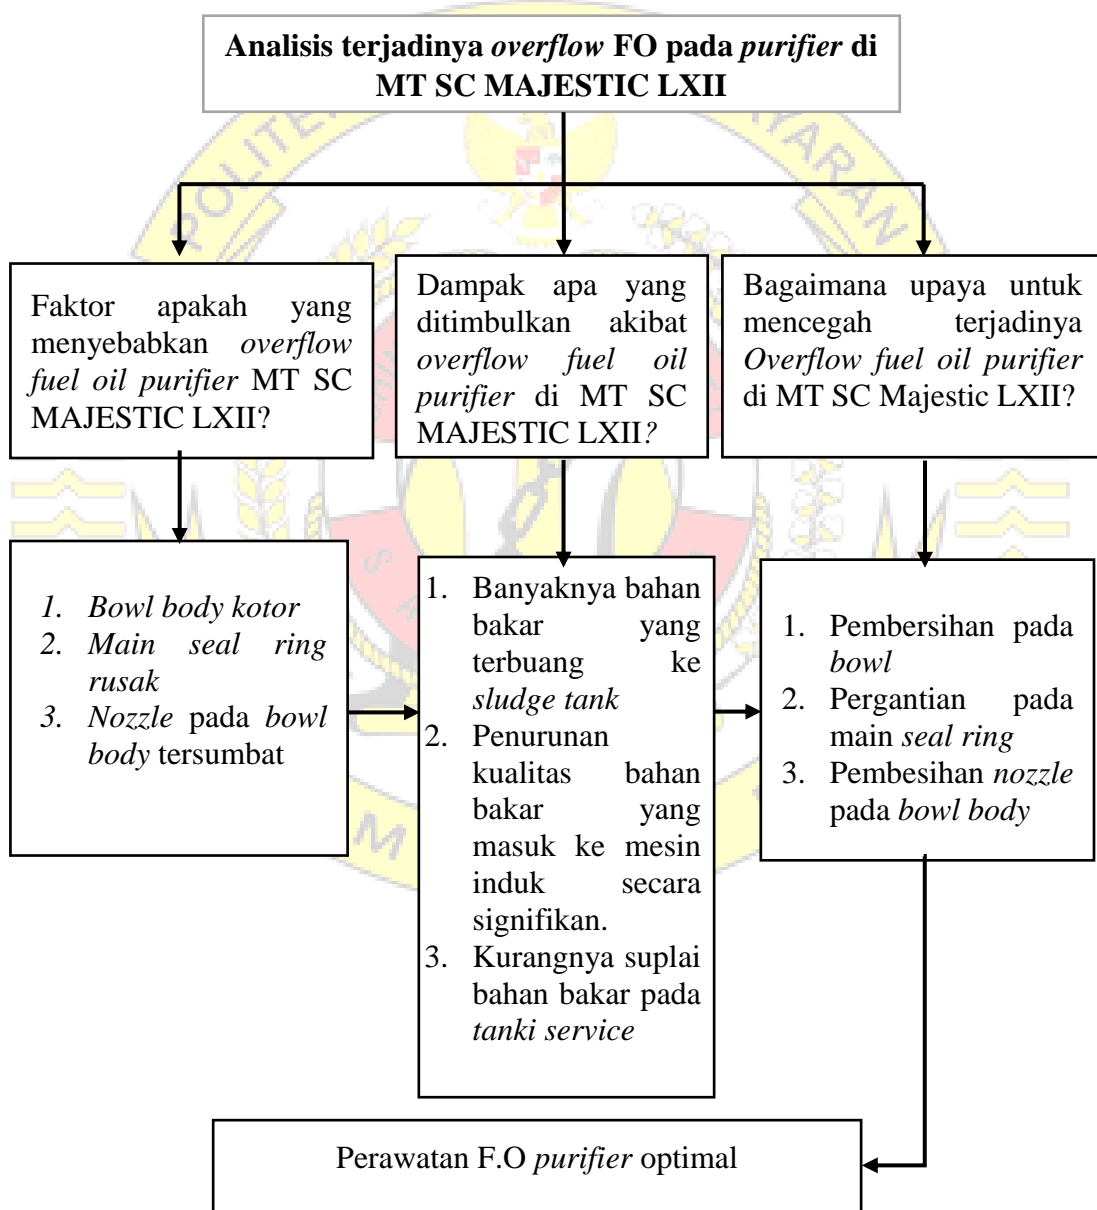 Analisis terjadinya overflow FO pada purifier di
MT SC MAJESTIC LXII
Faktor apakah yang
menyebabkan overflow
fuel oil purifier MT SC
MAJESTIC LXII?
Dampak apa yang
ditimbulkan akibat
overflow fuel oil
purifier di MT SC
MAJESTIC LXII?
Bagaimana upaya untuk
mencegah terjadinya
Overflow fuel oil purifier
di MT SC Majestic LXII?
1. Bowl body kotor
2. Main seal ring
rusak
3. Nozzle pada bowl
body tersumbat
1. Banyaknya bahan
bakar yang
terbuang ke
sludge tank
2. Penurunan
kualitas bahan
bakar yang
masuk ke mesin
induk secara
signifikan.
3. Kurangnya suplai
bahan bakar pada
tanki service
1. Pembersihan pada
bowl
2. Pergantian pada
main seal ring
3. Pembesihan nozzle
pada bowl body
Perawatan F.O purifier optimal